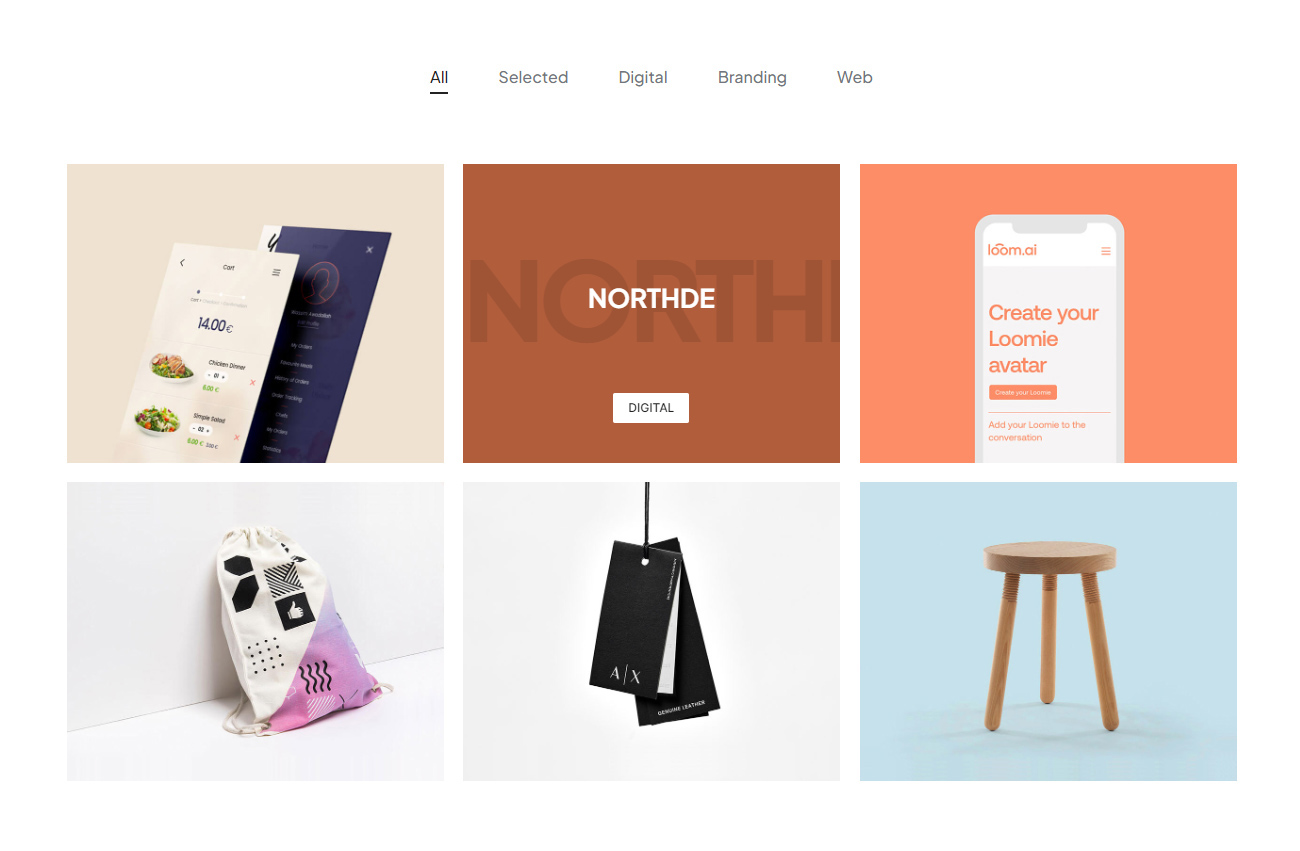 All
Selected
Digital
Branding
Web
Cart
14.00€
Chicken Dinner
- 01 +
6.00 €
Simple Salad
- 02 +
6.00 €
My Orders
Favourite Meals
History of Orders
Order Tracking
Chefs
My Orders
Statistics
NORTHDE
DIGITAL
loom.ai
Create your
Loomie
avatar
Create your Loomie
Add your Loomie to the
conversation
A|X
GENUINE LEATHER